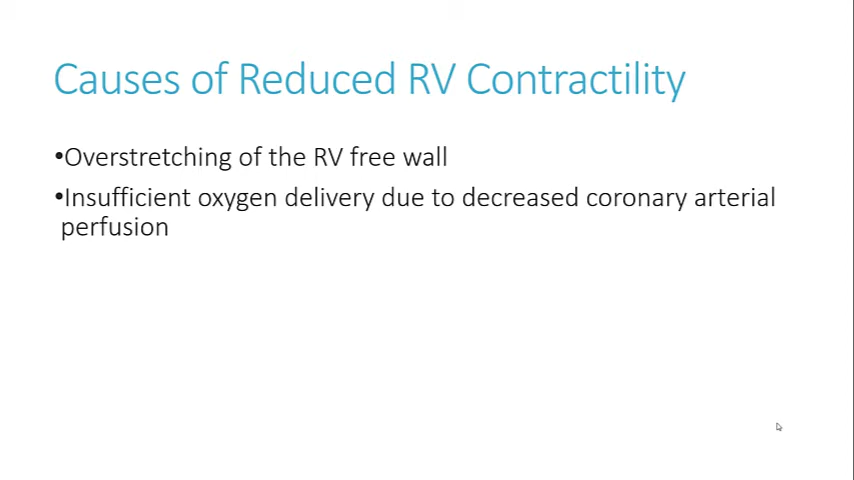 Causes of Reduced RV Contractility
•Overstretching of the RV free wall
•Insufficient oxygen delivery due to decreased coronary arterial
perfusion